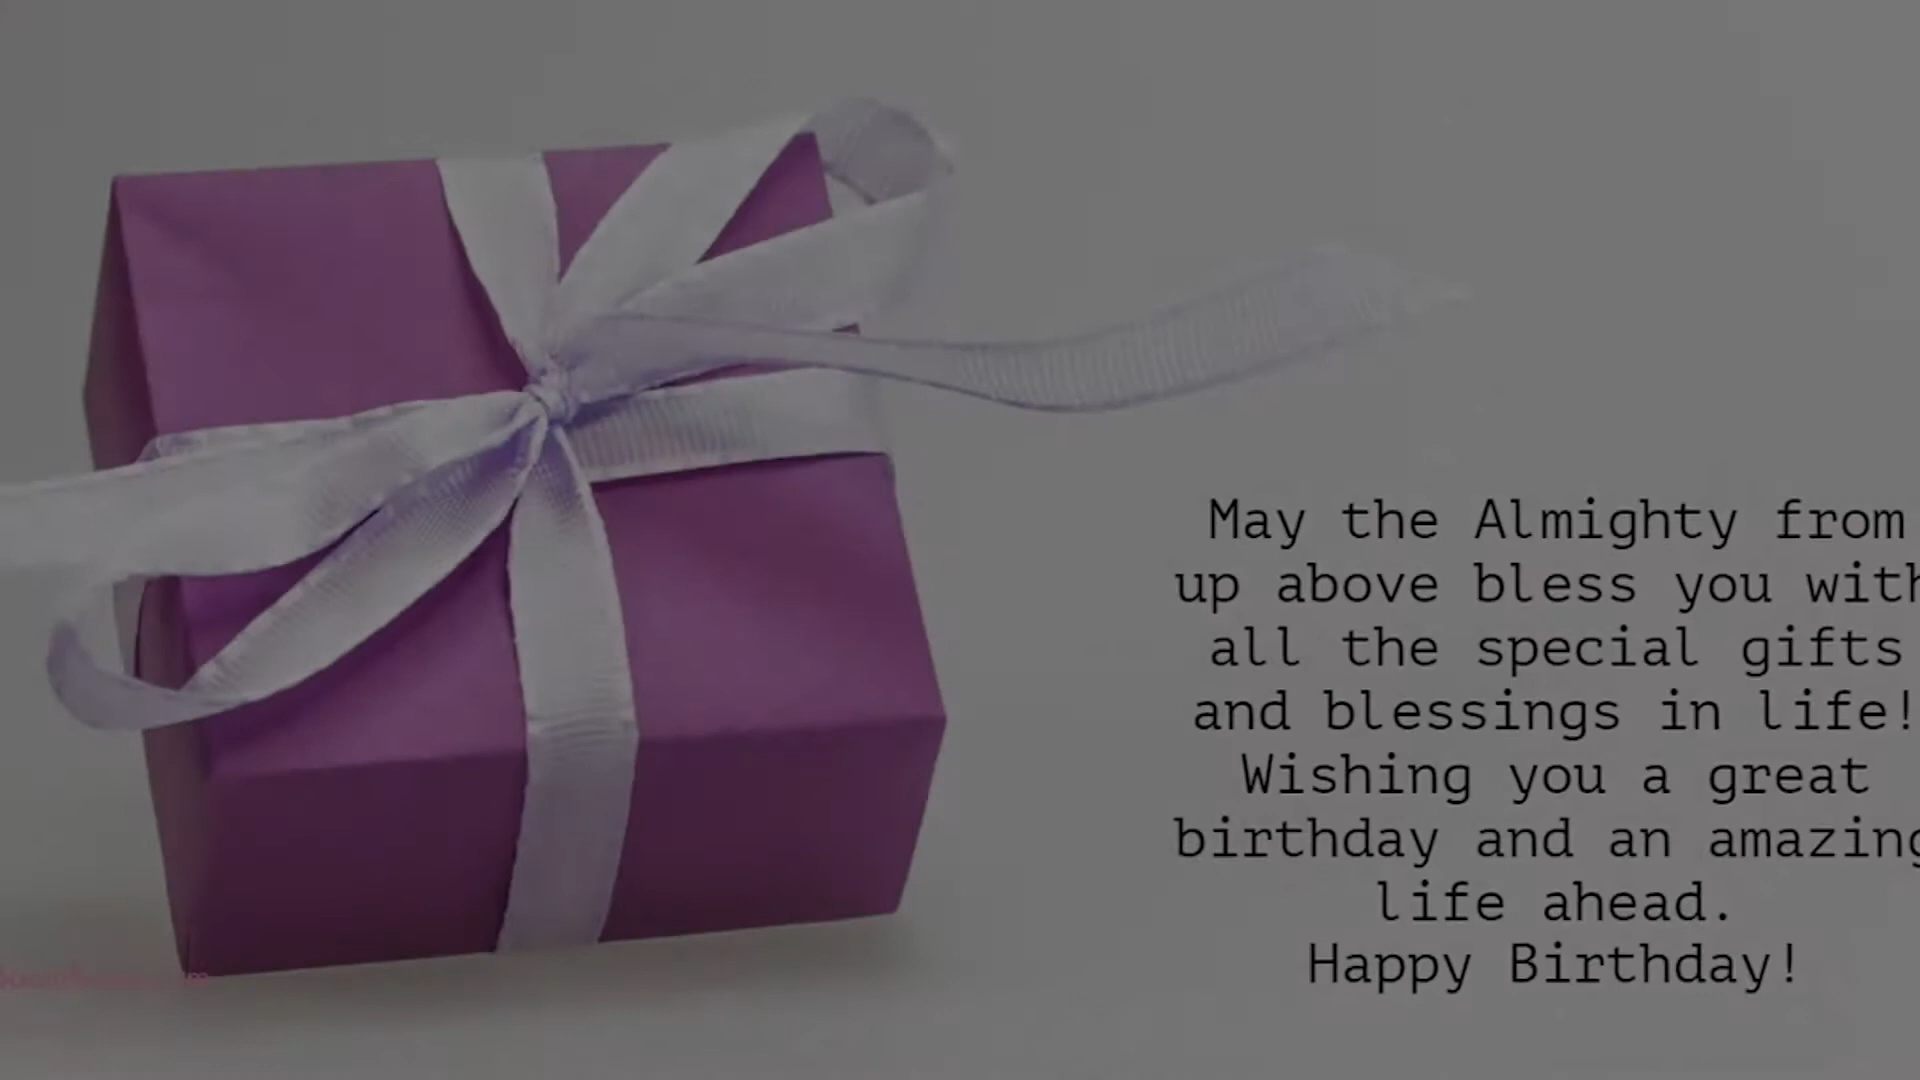 May the Almighty from
up above bless you with
all the special gifts
and blessings in life!
Wishing you a great
birthday and an amazing
life ahead.
Happy Birthday!